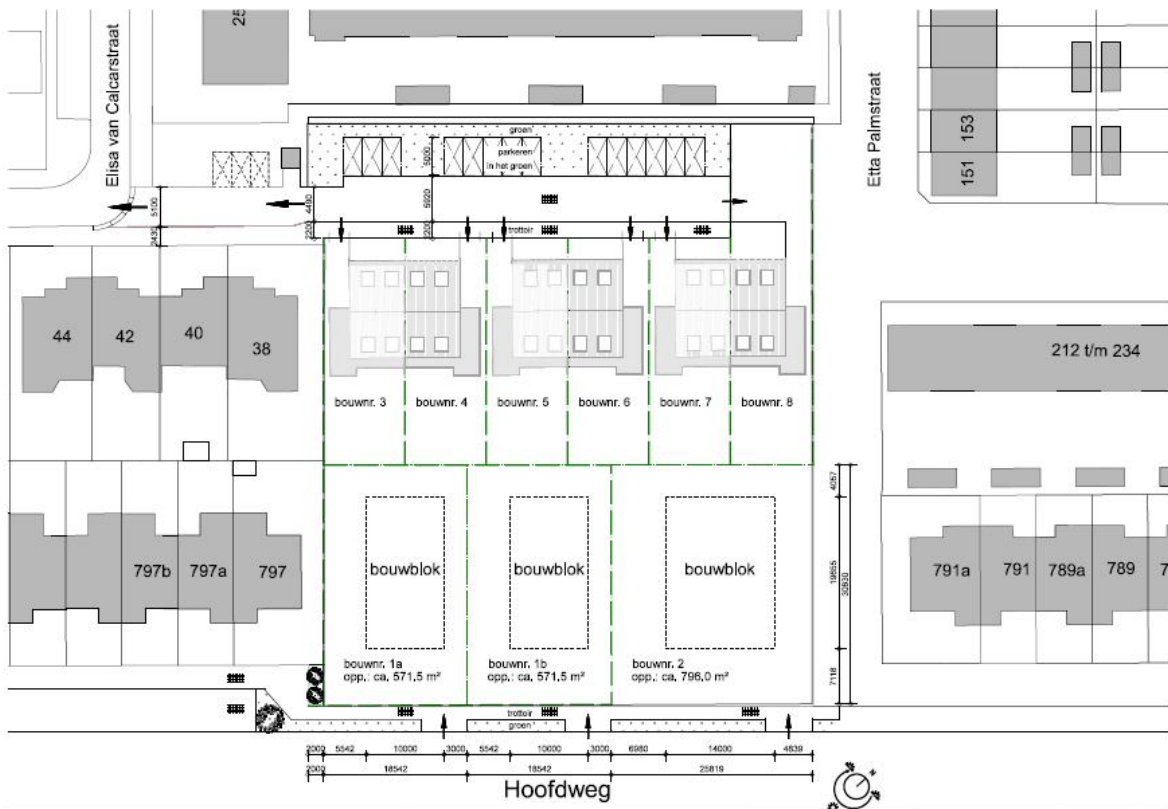 Elisa van Calcarstraat
Etta Palmstraat
153
151
groen
parkeren
in het groen
5000
5920
2200
4490
2200
5100
2430
trottoir
44
42
40
38
bouwnr. 3
bouwnr. 4
bouwnr. 5
bouwnr. 6
bouwnr. 7
bouwnr. 8
212 t/m 234
797b
797a
797
bouwblok
bouwblok
bouwblok
4057
19655
30830
7118
791a
791
789a
789
bouwnr. 1a
opp.: ca. 571,5 m²
bouwnr. 1b
opp.: ca. 571,5 m²
bouwnr. 2
opp.: ca. 796,0 m²
trottoir
groen
2000
5542
10000
3000
5542
10000
3000
6980
14000
4839
2000
18542
18542
25819
Hoofdweg
N